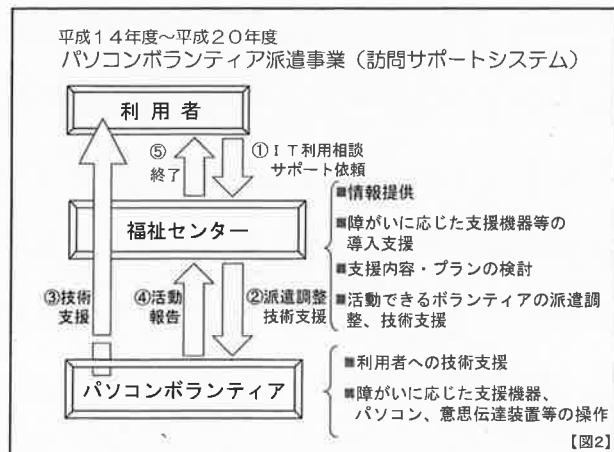 平成14年度～平成20年度
パソコンボランティア派遣事業（訪問サポートシステム）
利 用 者
⑤
終了
①ＩＴ利用相談
サポート依頼
福祉センター
■情報提供
■障がいに応じた支援機器等の
導入支援
■支援内容・プランの検討
■活動できるボランティアの派遣調
整、技術支援
③技術
支援
④活動
報告
②派遣調整
技術支援
パソコンボランティア
■利用者への技術支援
■障がいに応じた支援機器、
パソコン、意思伝達装置等の操作
【図2】